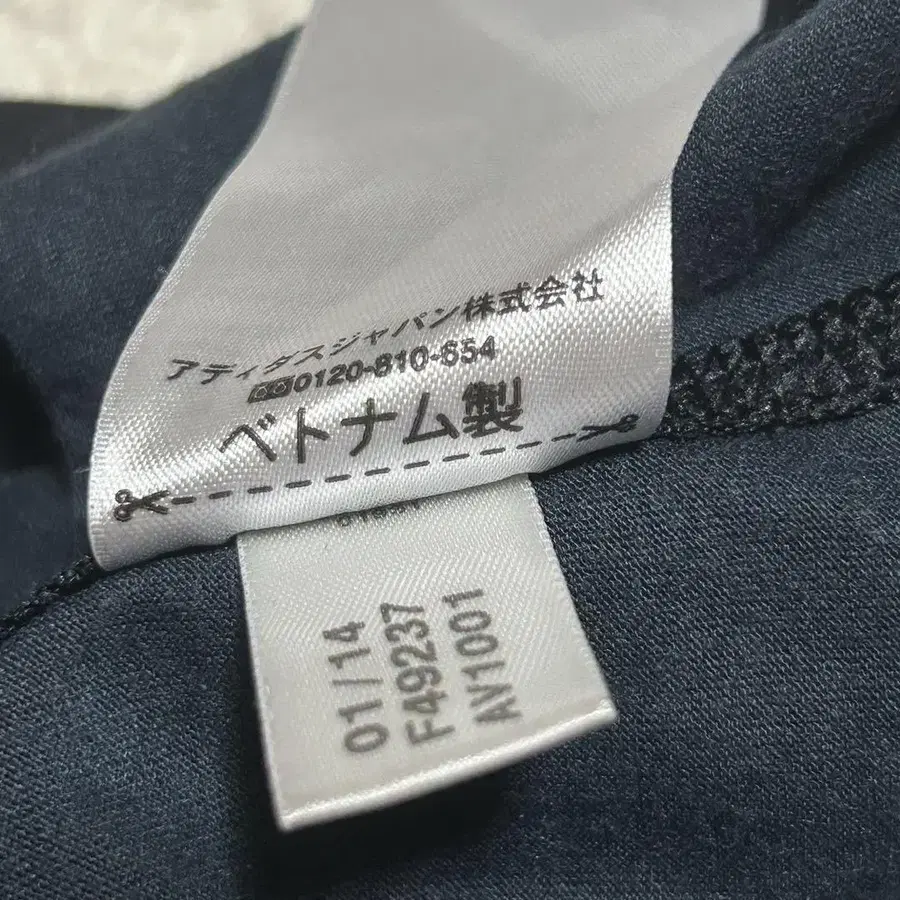 アディダスジャパン株式会社
0120-810-654
ベトナム製
01/14
F49237
AV1001